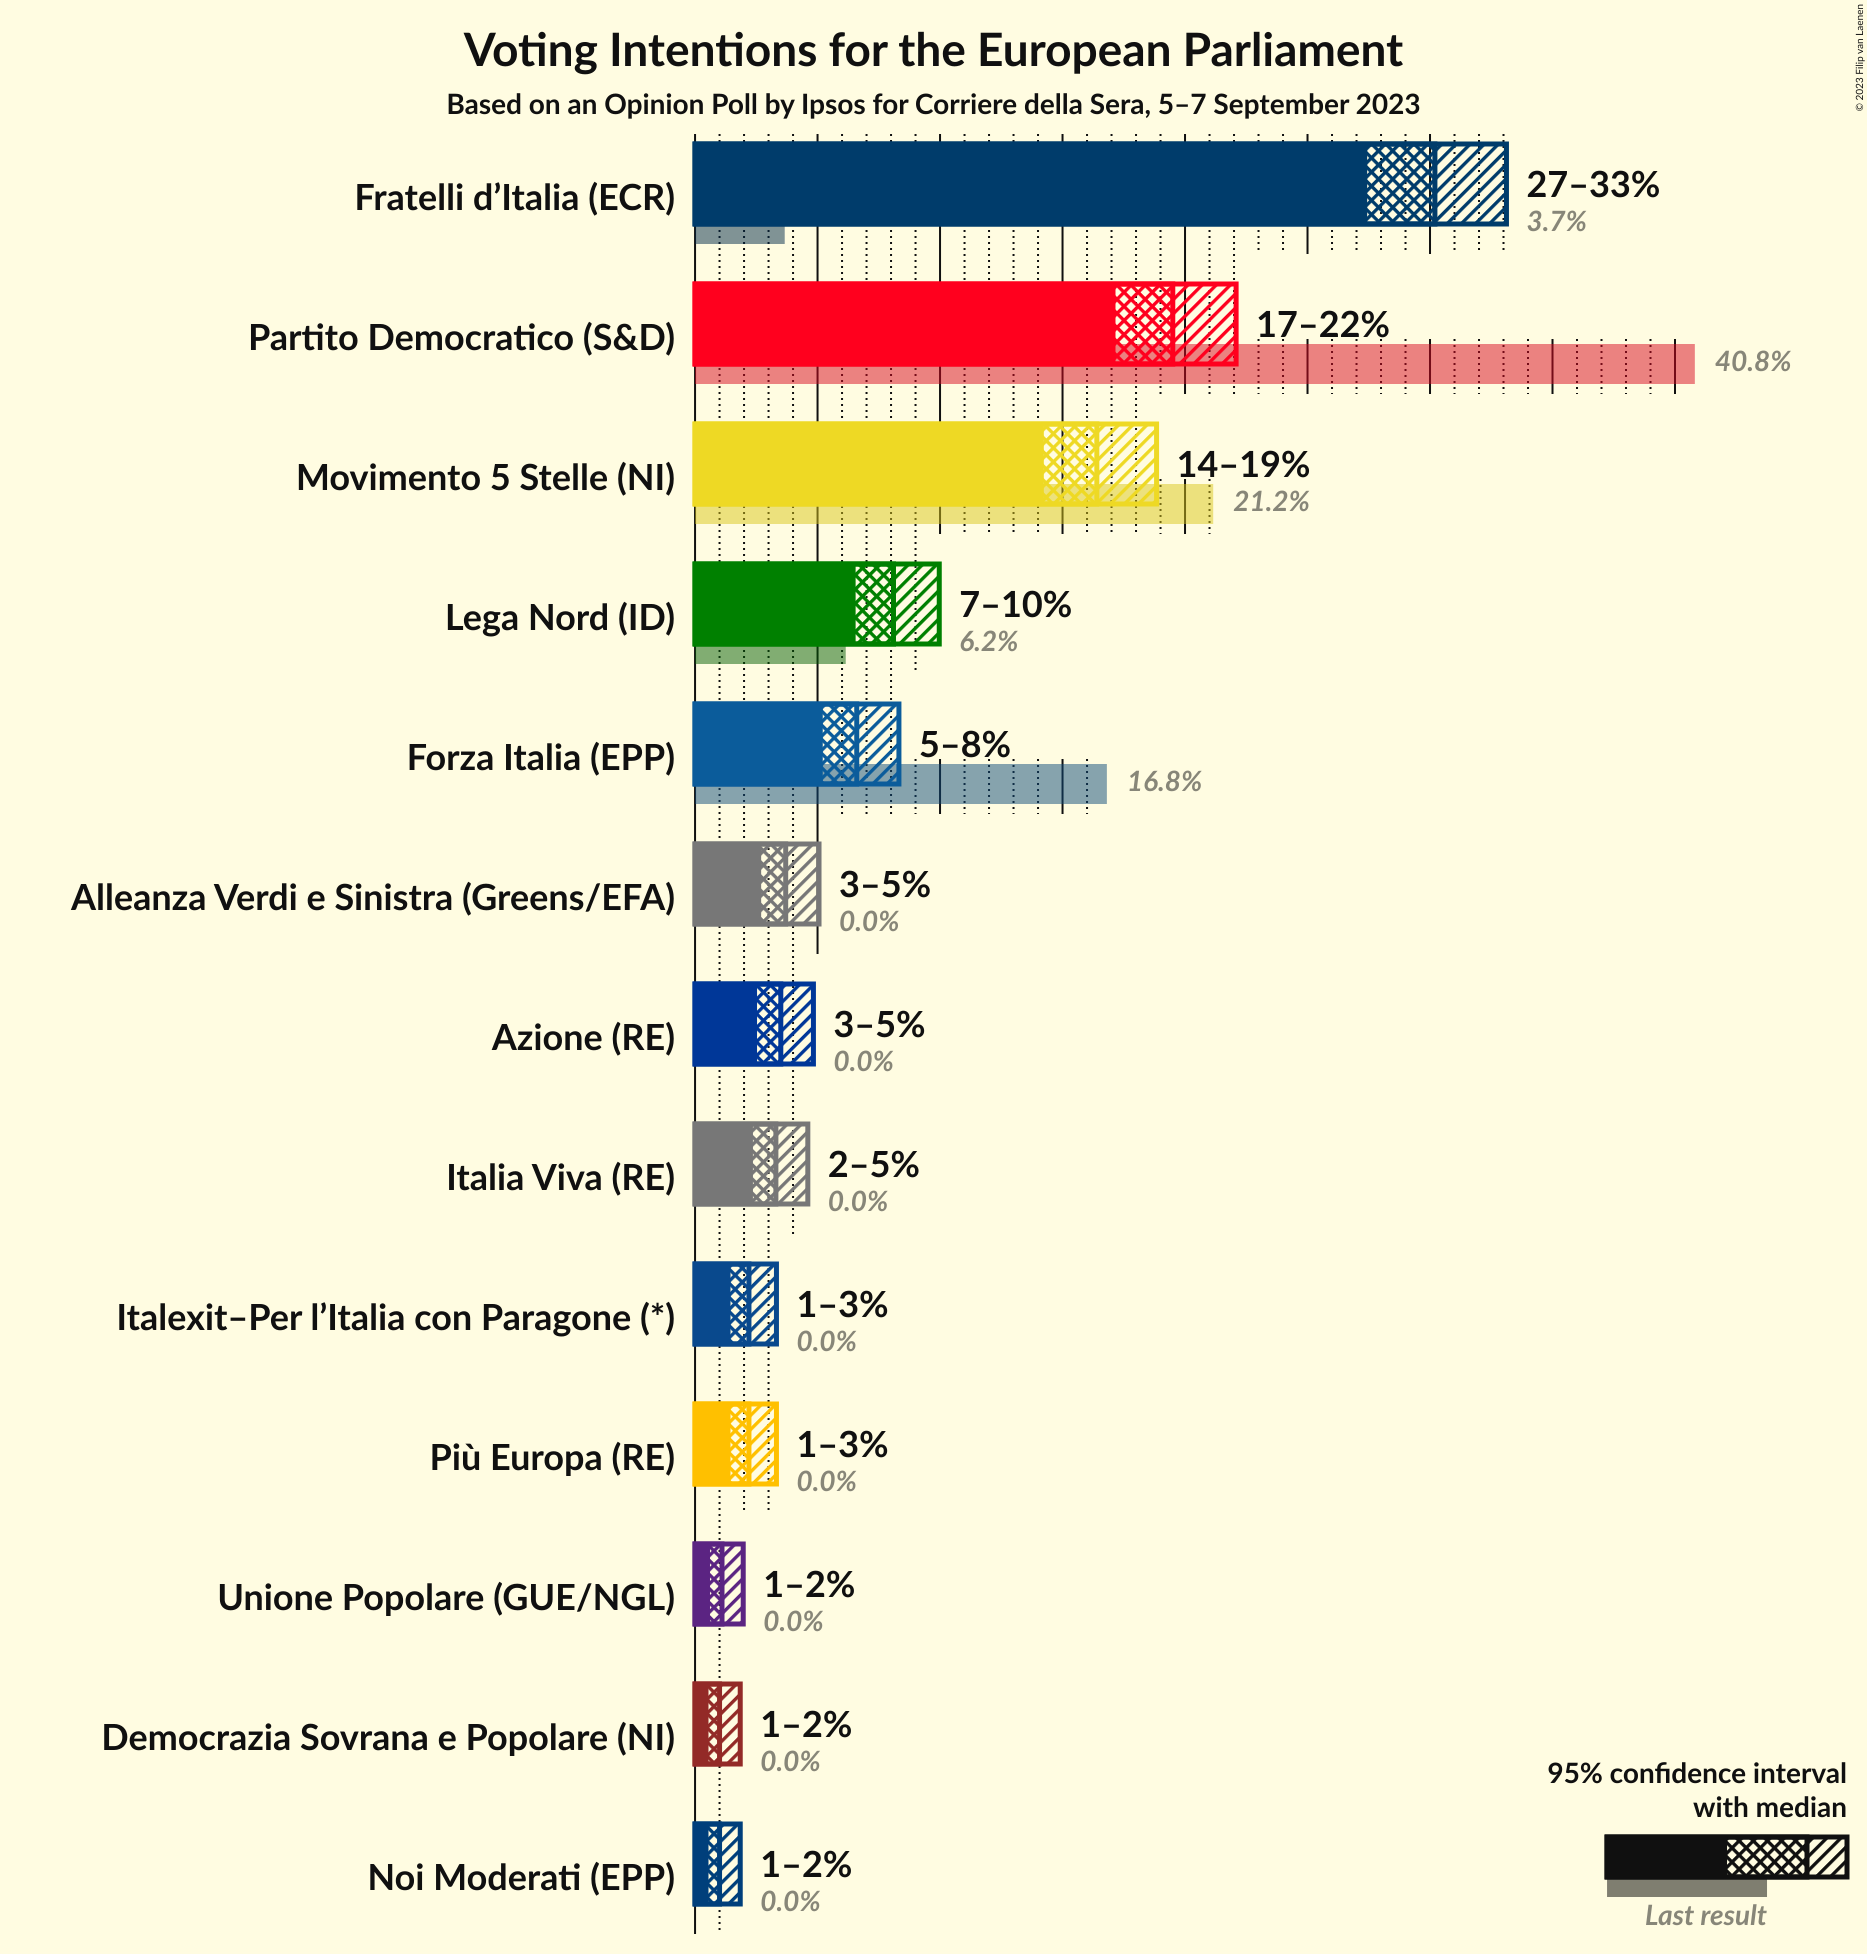 Voting Intentions for the European Parliament
Based on an Opinion Poll by Ipsos for Corriere della Sera, 5–7 September 2023
© 2023 Filip van Laenen
Fratelli d’Italia (ECR)
27–33%
3.7%
Partito Democratico (S&D)
17–22%
40.8%
Movimento 5 Stelle (NI)
14–19%
21.2%
Lega Nord (ID)
7–10%
6.2%
Forza Italia (EPP)
5–8%
16.8%
Alleanza Verdi e Sinistra (Greens/EFA)
3–5%
0.0%
Azione (RE)
3–5%
0.0%
Italia Viva (RE)
2–5%
0.0%
Italexit–Per l’Italia con Paragone (*)
1–3%
0.0%
Più Europa (RE)
1–3%
0.0%
Unione Popolare (GUE/NGL)
1–2%
0.0%
Democrazia Sovrana e Popolare (NI)
1–2%
0.0%
Noi Moderati (EPP)
1–2%
0.0%
95% confidence interval
with median
Last result